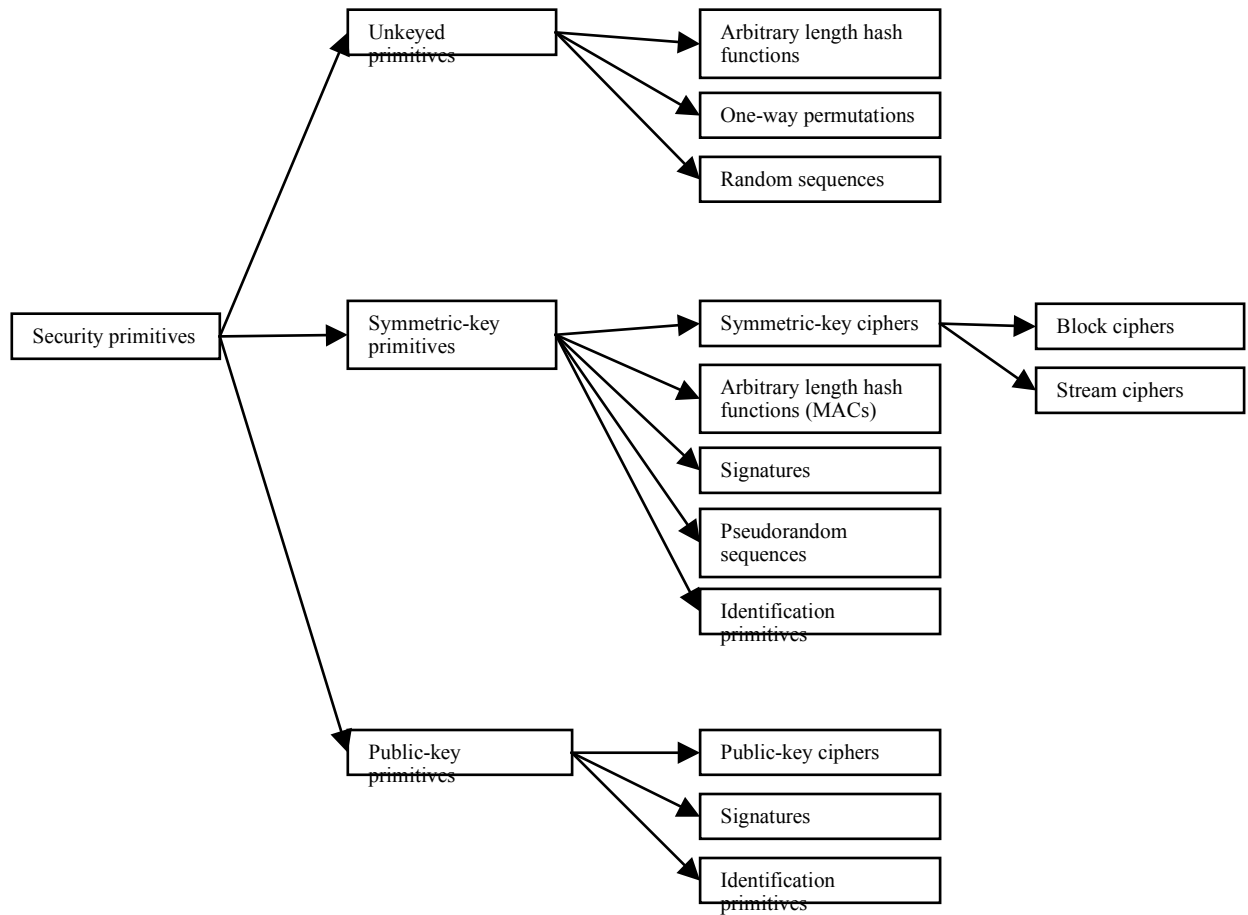 Unkeyed
primitives
Arbitrary length hash
functions
One-way permutations
Random sequences
Security primitives
Symmetric-key
primitives
Symmetric-key ciphers
Block ciphers
Stream ciphers
Arbitrary length hash
functions (MACs)
Signatures
Pseudorandom
sequences
Identification
primitives
Public-key
primitives
Public-key ciphers
Signatures
Identification
primitives